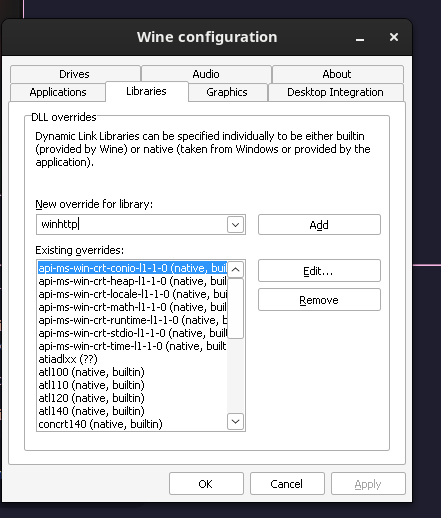 Wine configuration
Drives
Audio
About
Applications
Libraries
Graphics
Desktop Integration
DLL overrides
Dynamic Link Libraries can be specified individually to be either builtin
(provided by Wine) or native (taken from Windows or provided by the
application).
New override for library:
winhttp
Add
Existing overrides:
api-ms-win-crt-conio-l1-1-0 (native, buil
api-ms-win-crt-heap-l1-1-0 (native, buil
api-ms-win-crt-locale-l1-1-0 (native, bu
api-ms-win-crt-math-l1-1-0 (native, buil
api-ms-win-crt-runtime-l1-1-0 (native, b
api-ms-win-crt-stdio-l1-1-0 (native, buil
api-ms-win-crt-time-l1-1-0 (native, buil
atiadlxx (??)
atl100 (native, builtin)
atl110 (native, builtin)
atl120 (native, builtin)
atl140 (native, builtin)
concrt140 (native, builtin)
Edit...
Remove
OK
Cancel
Apply